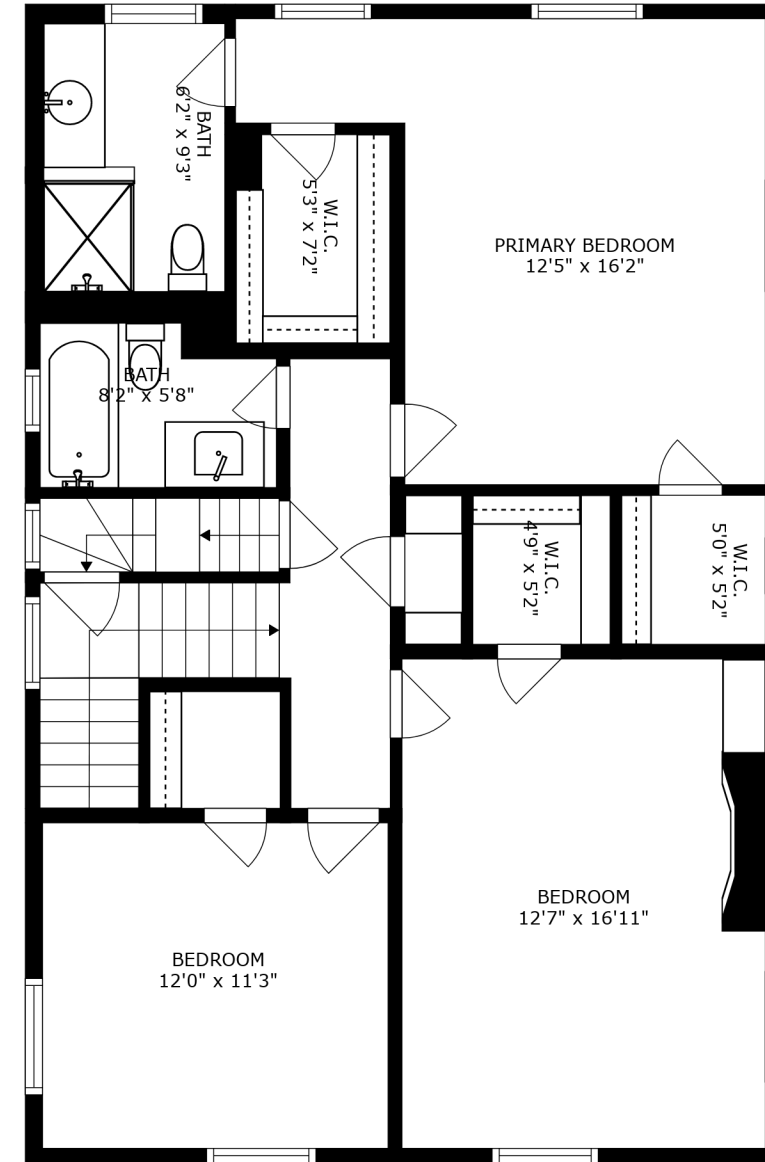 BATH
6'2" x 9'3"
W.I.C.
5'3" x 7'2"
PRIMARY BEDROOM
12'5" x 16'2"
BATH
8'2" x 5'8"
W.I.C.
4'9" x 5'2"
W.I.C.
5'0" x 5'2"
BEDROOM
12'7" x 16'11"
BEDROOM
12'0" x 11'3"